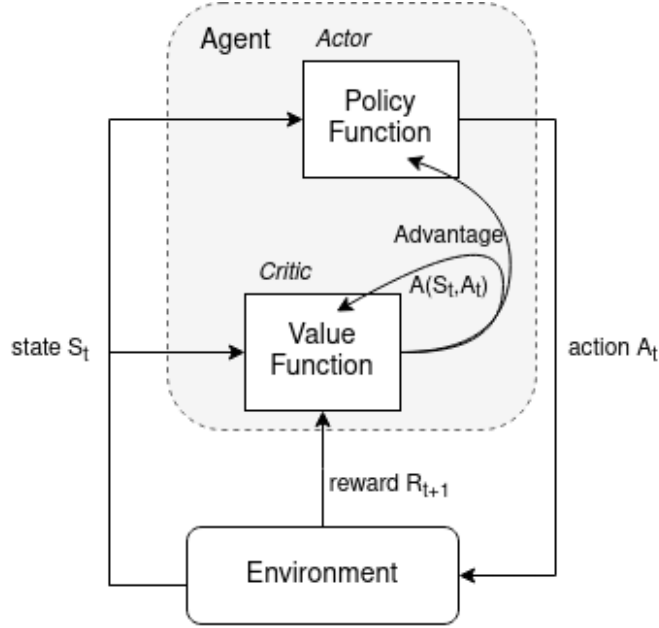 Agent
Actor
Policy
Function
Advantage
A(Sₜ,Aₜ)
Critic
Value
Function
state Sₜ
action Aₜ
reward Rₜ₊₁
Environment